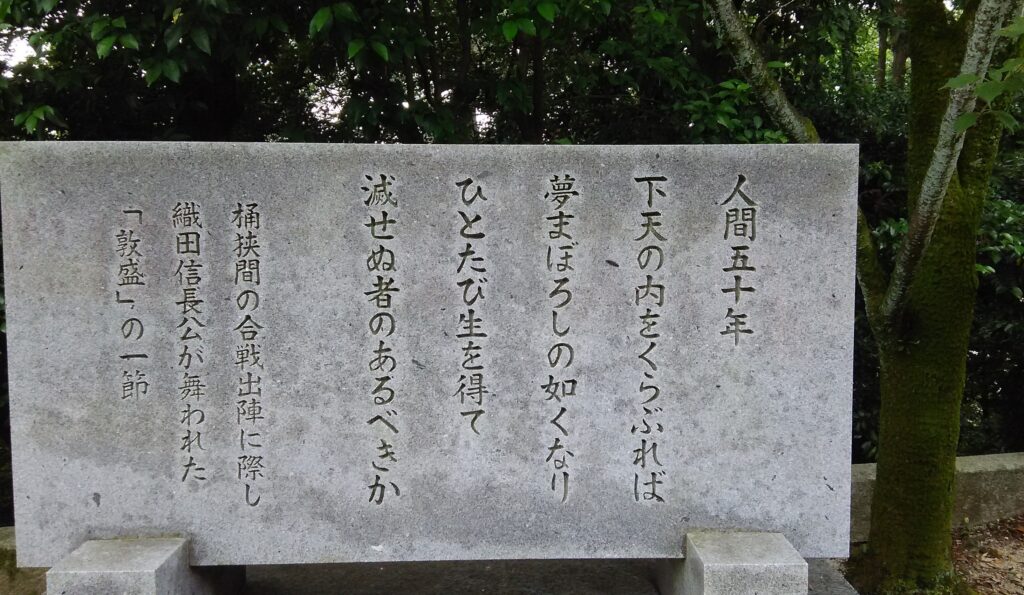 人間五十年
下天の内をくらぶれば
夢まぼろしの如くなり
ひとたび生を得て
滅せぬ者のあるべきか
桶狭間の合戦出陣に際し
織田信長公が舞われた
「敦盛」の一節